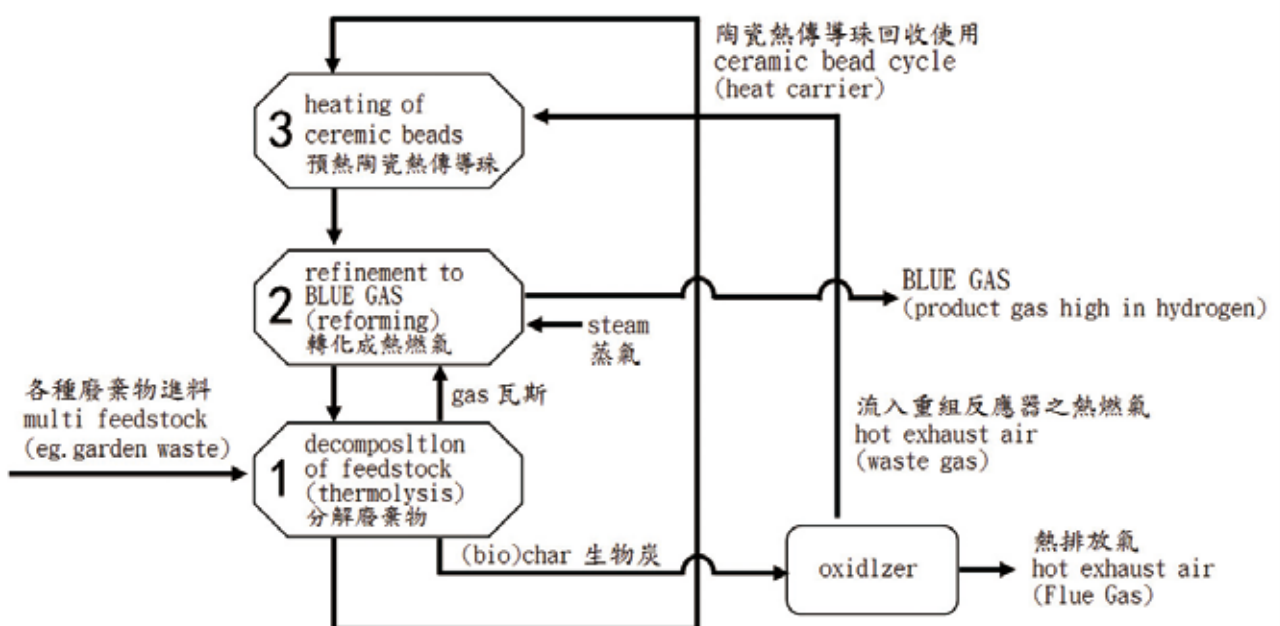 陶瓷熱傳導珠回收使用
ceramic bead cycle
(heat carrier)
3
heating of
ceremic beads
預熱陶瓷熱傳導珠
2
refinement to
BLUE GAS
(reforming)
轉化成熱燃氣
BLUE GAS
(product gas high in hydrogen)
steam
蒸氣
gas 瓦斯
各種廢棄物進料
multi feedstock
(eg.garden waste)
流入重組反應器之熱燃氣
hot exhaust air
(waste gas)
1
decomposltlon
of feedstock
(thermolysis)
分解廢棄物
(bio)char 生物炭
oxidlzer
熱排放氣
hot exhaust air
(Flue Gas)